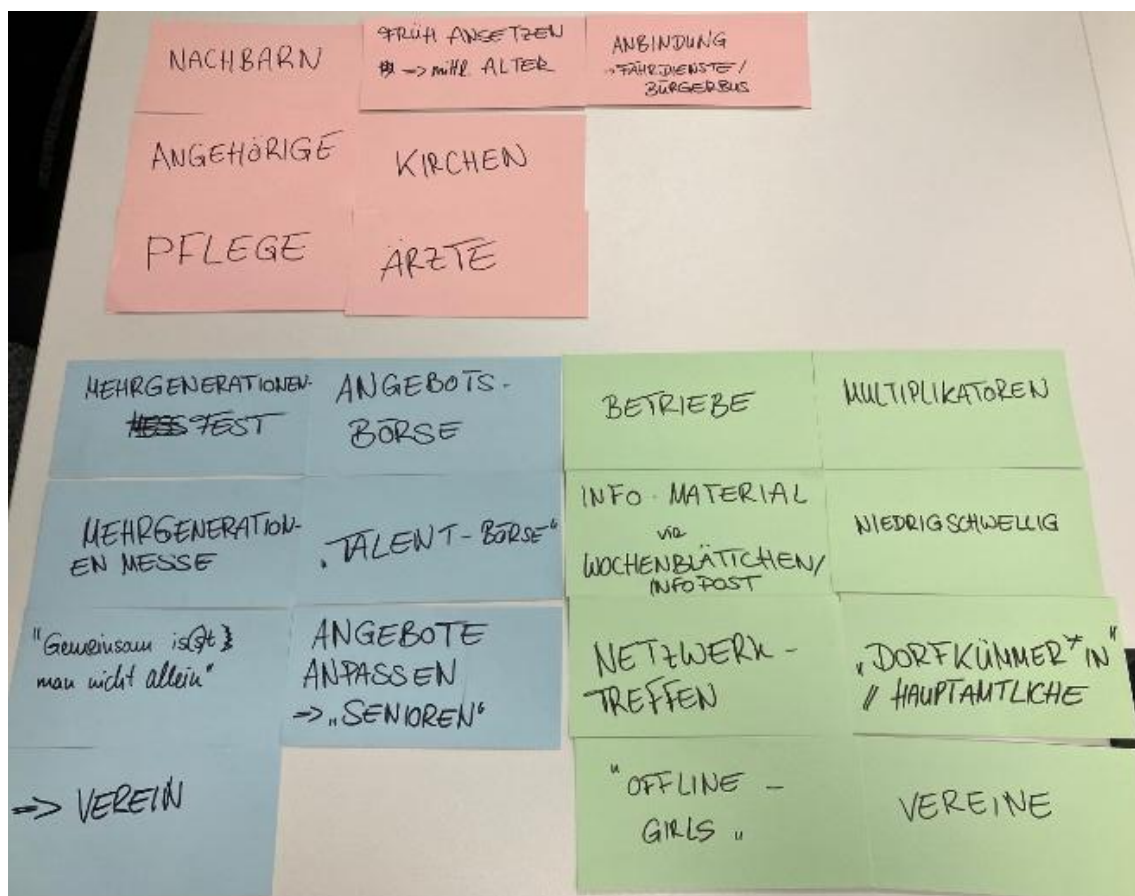 NACHBARN
FRÜH ANSETZEN
-> mittl. ALTER
ANBINDUNG
FAHRDIENSTE/
BÜRGERBUS
ANGEHÖRIGE
KIRCHEN
PFLEGE
ÄRZTE
MEHRGENERATIONEN-
FEST
ANGEBOTS-
BÖRSE
MEHRGENERATION-
EN MESSE
„TALENT-BÖRSE“
"Gemeinsam is(s)t
man nicht allein"
ANGEBOTE
ANPASSEN
=> „SENIOREN“
=> VEREIN
BETRIEBE
MULTIPLIKATOREN
INFO-MATERIAL
via
WOCHENBLÄTTCHEN/
INFOPOST
NIEDRIGSCHWELLIG
NETZWERK-
TREFFEN
„DORFKÜMMER*IN“
// HAUPTAMTLICHE
"OFFLINE-
GIRLS"
VEREINE